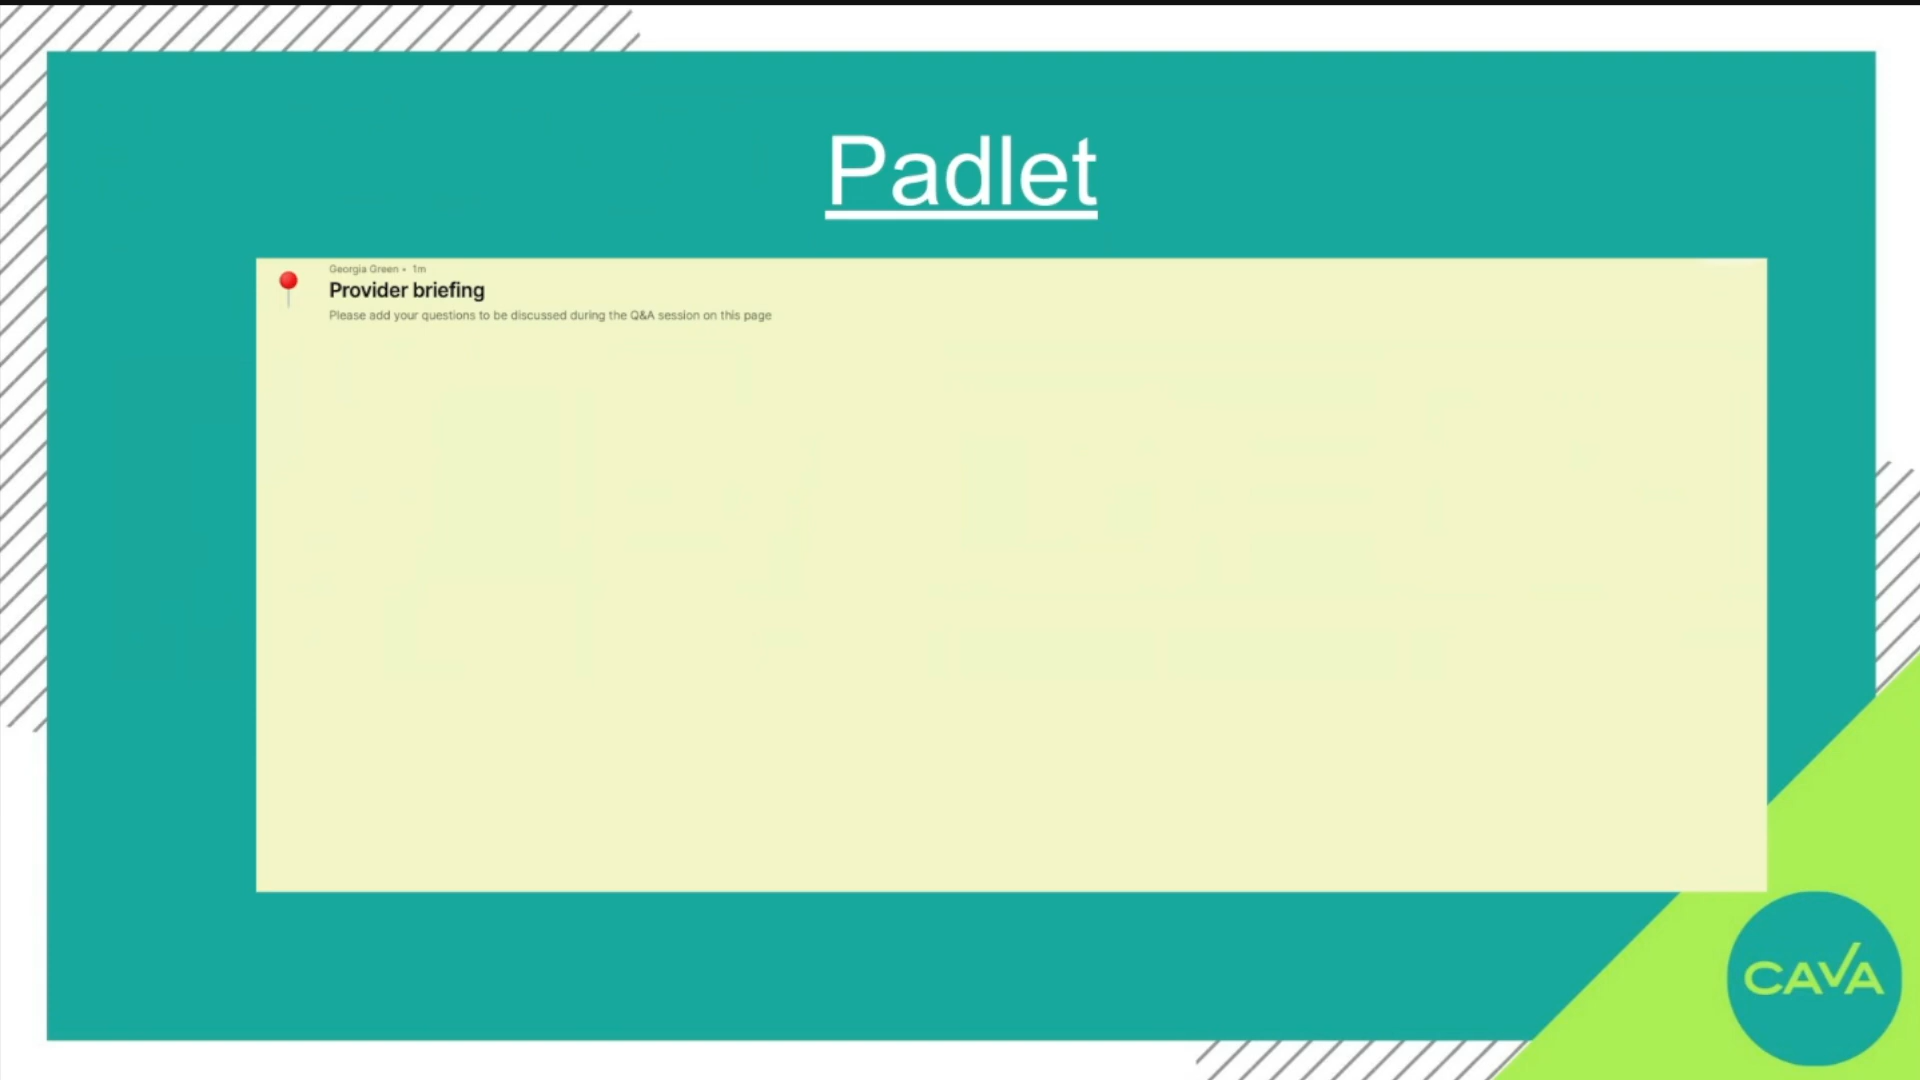 Padlet
Georgia Green • 1m
Provider briefing
Please add your questions to be discussed during the Q&A session on this page
CAVA